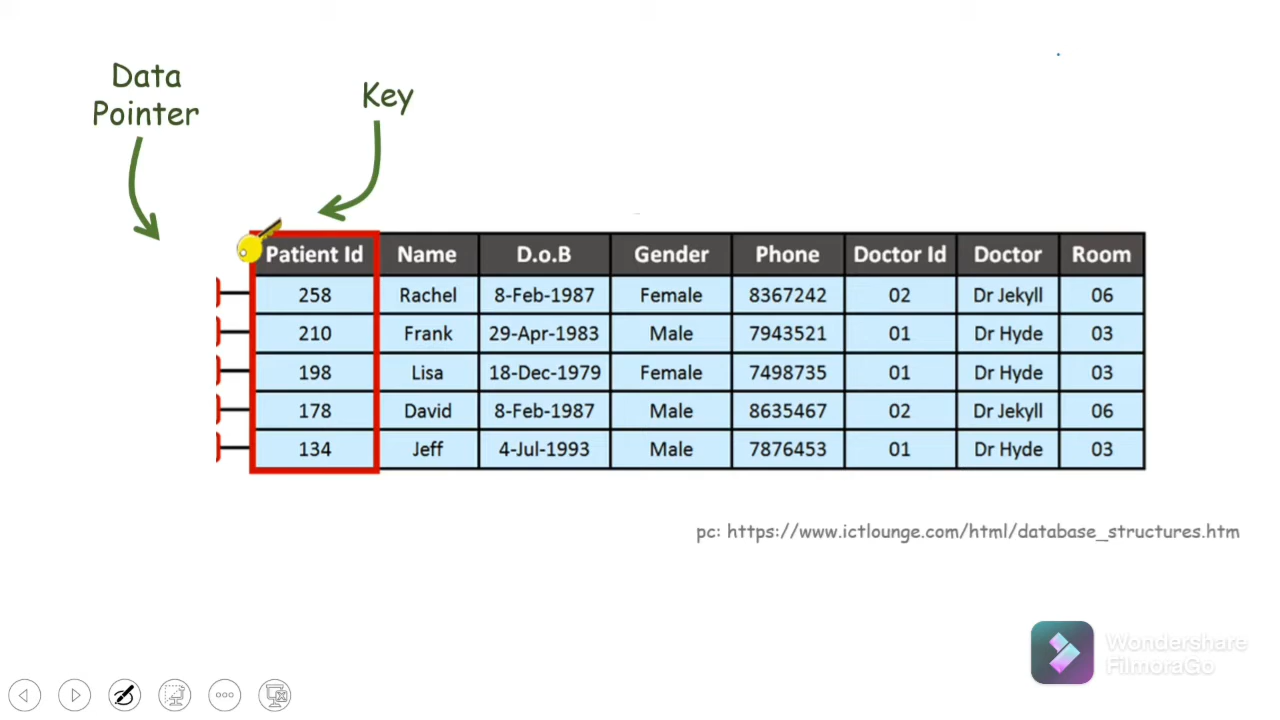 Data
Pointer
Key
Patient Id Name D.o.B Gender Phone Doctor Id Doctor Room
258 Rachel 8-Feb-1987 Female 8367242 02 Dr Jekyll 06
210 Frank 29-Apr-1983 Male 7943521 01 Dr Hyde 03
198 Lisa 18-Dec-1979 Female 7498735 01 Dr Hyde 03
178 David 8-Feb-1987 Male 8635467 02 Dr Jekyll 06
134 Jeff 4-Jul-1993 Male 7876453 01 Dr Hyde 03
pc: https://www.ictlounge.com/html/database_structures.htm
Wondershare
FilmoraGo